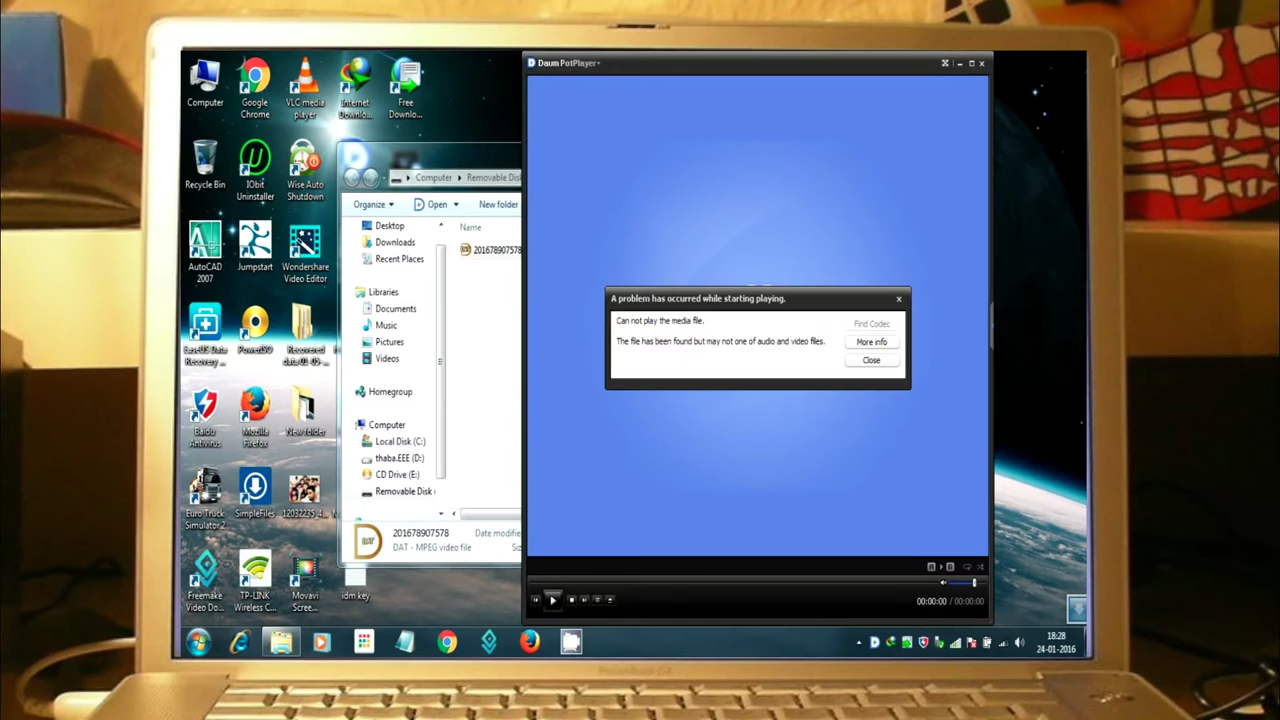 Computer
Google
Chrome
VLC media
player
Internet
Downlo...
Free
Downlo...
Recycle Bin
IObit
Uninstaller
Wise Auto
Shutdown
AutoCAD
2007
Jumpstart
Wondershare
Video Editor
EaseUS Data
Recovery ...
PowerISO
Recovered
data 01-05-...
Baidu
Antivirus
Mozilla
Firefox
New folder
Euro Truck
Simulator 2
SimpleFiles
12032235_4...
Freemake
Video Do...
TP-LINK
Wireless C...
Movavi
Scree...
idm key
Computer
Removable Disk
Organize
Open
New folder
Name
201678907578
Desktop
Downloads
Recent Places
Libraries
Documents
Music
Pictures
Videos
Homegroup
Computer
Local Disk (C:)
thaba.EEE (D:)
CD Drive (E:)
Removable Disk (
DAT
201678907578
DAT - MPEG video file
Date modifie
Daum PotPlayer
A problem has occurred while starting playing.
Can not play the media file.
The file has been found but may not one of audio and video files.
Find Codec
More info
Close
00:00:00 / 00:00:00
18:28
24-01-2016